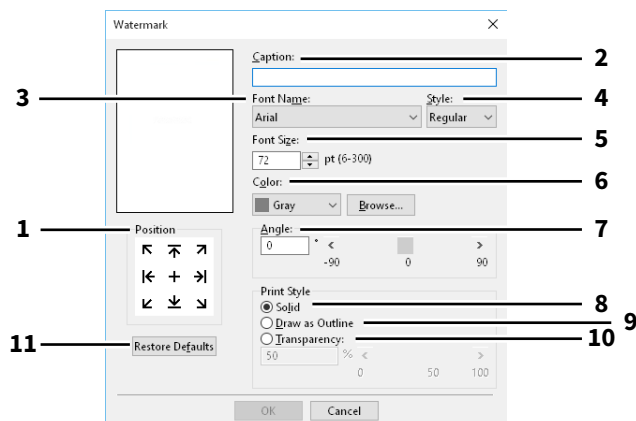 Watermark
Caption:
2
3
Font Name:
Style:
4
Arial
Regular
Font Size:
5
72
pt (6-300)
Color:
6
Gray
Browse...
1
Position
Angle:
7
0
°
-90
0
90
Print Style
Solid
8
Draw as Outline
9
Transparency:
10
11
Restore Defaults
50
%
0
50
100
OK
Cancel